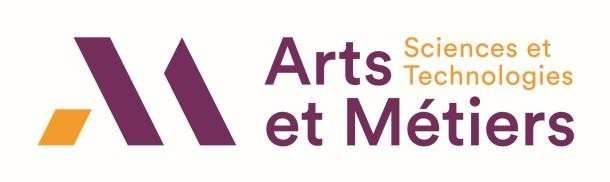 Arts
Sciences et
Technologies
et Métiers